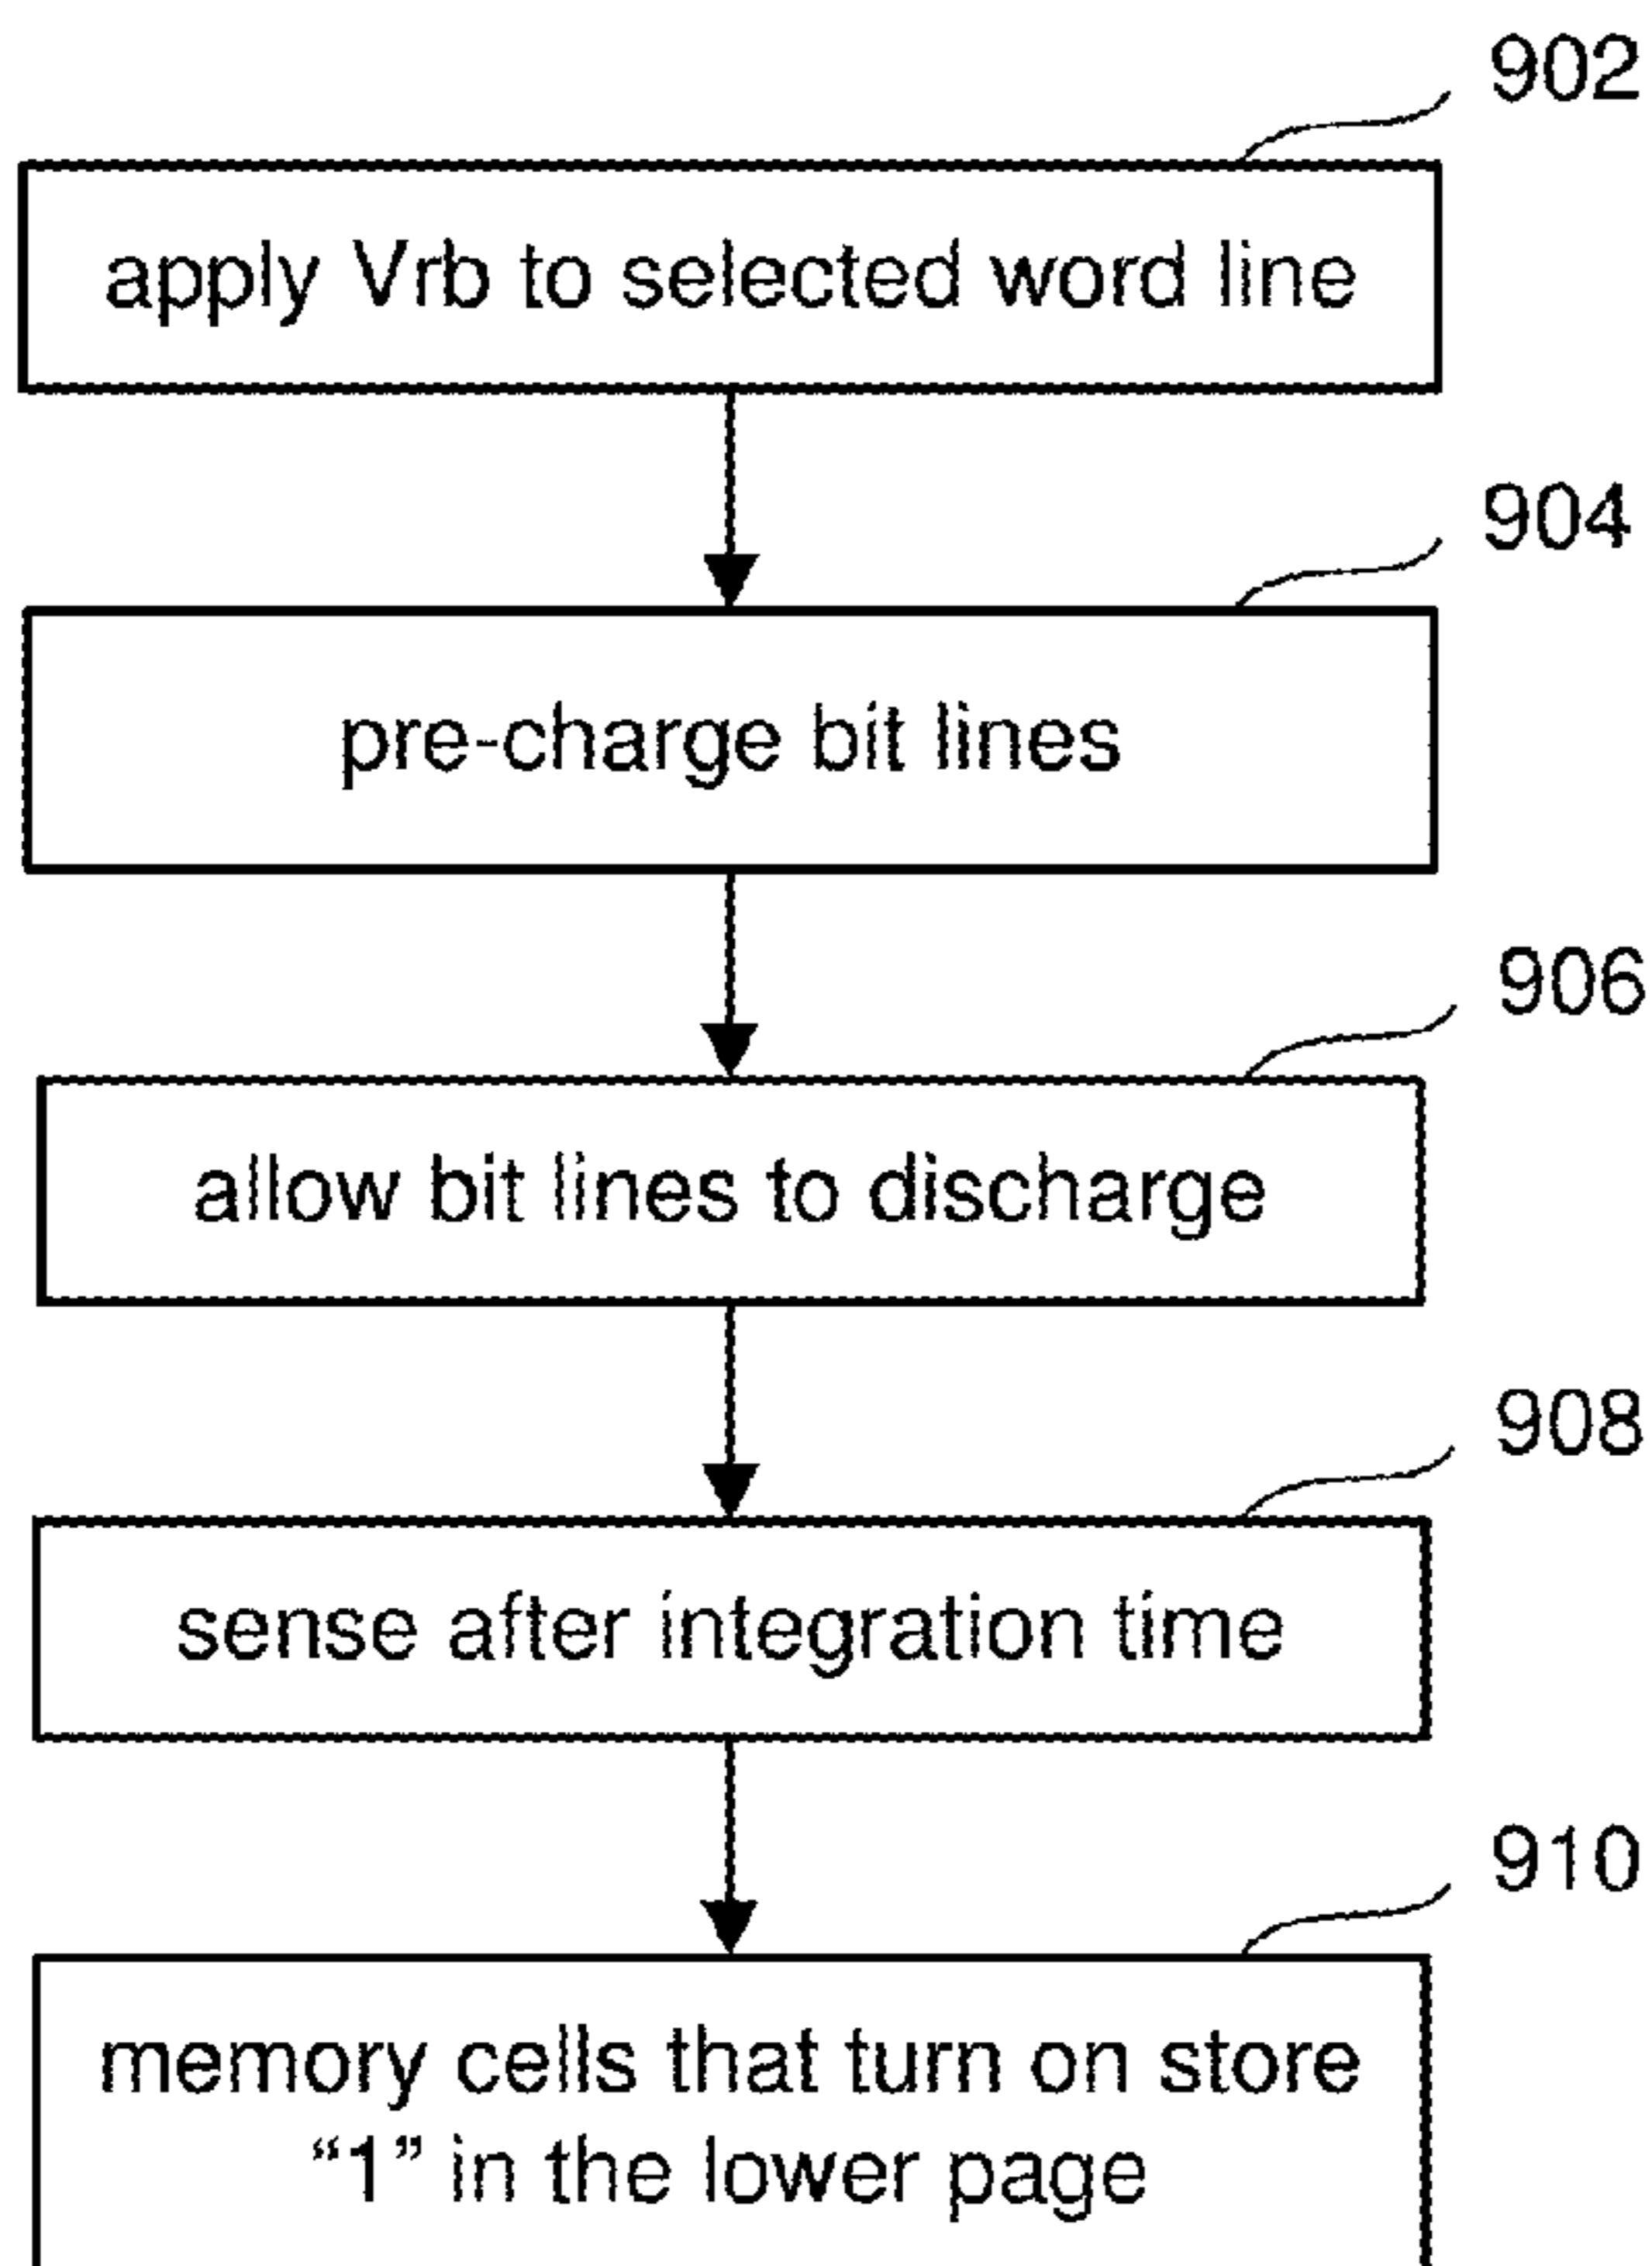 902
apply Vrb to selected word line
904
pre-charge bit lines
906
allow bit lines to discharge
908
sense after integration time
910
memory cells that turn on store
“1” in the lower page